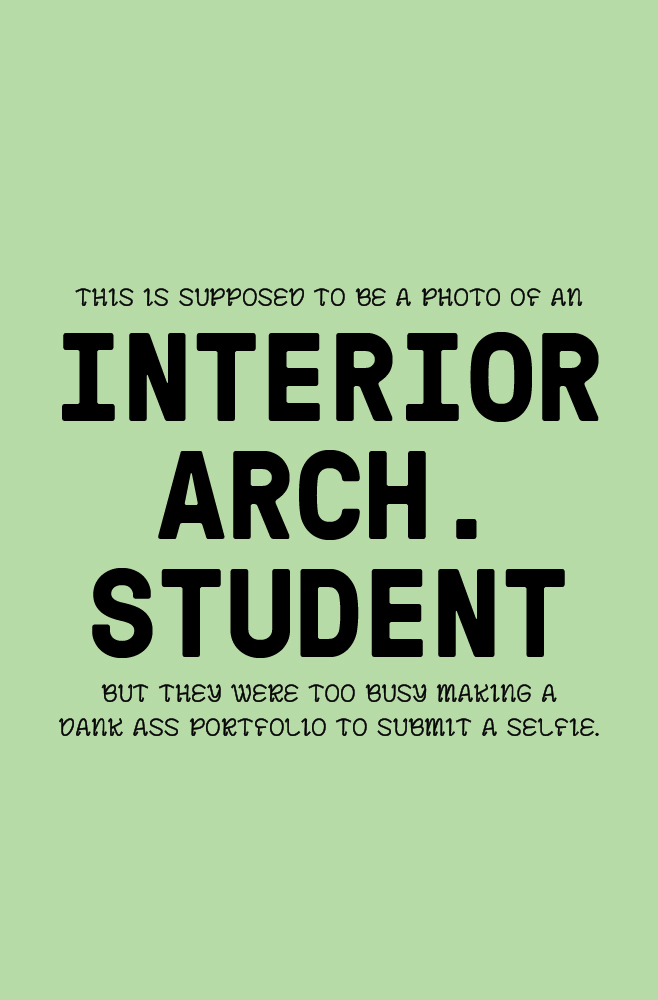 THIS IS SUPPOSED TO BE A PHOTO OF AN
INTERIOR
ARCH.
STUDENT
BUT THEY WERE TOO BUSY MAKING A
DANK ASS PORTFOLIO TO SUBMIT A SELFIE.